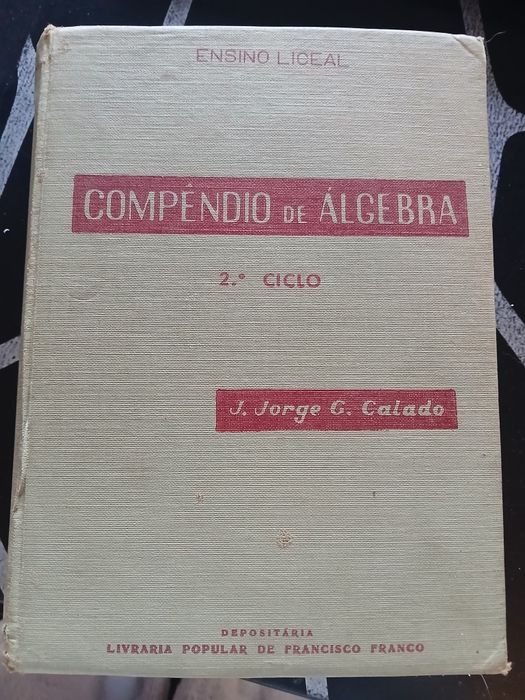 ENSINO LICEAL
COMPÊNDIO DE ÁLGEBRA
2.º CICLO
J. Jorge G. Calado
DEPOSITÁRIA
LIVRARIA POPULAR DE FRANCISCO FRANCO